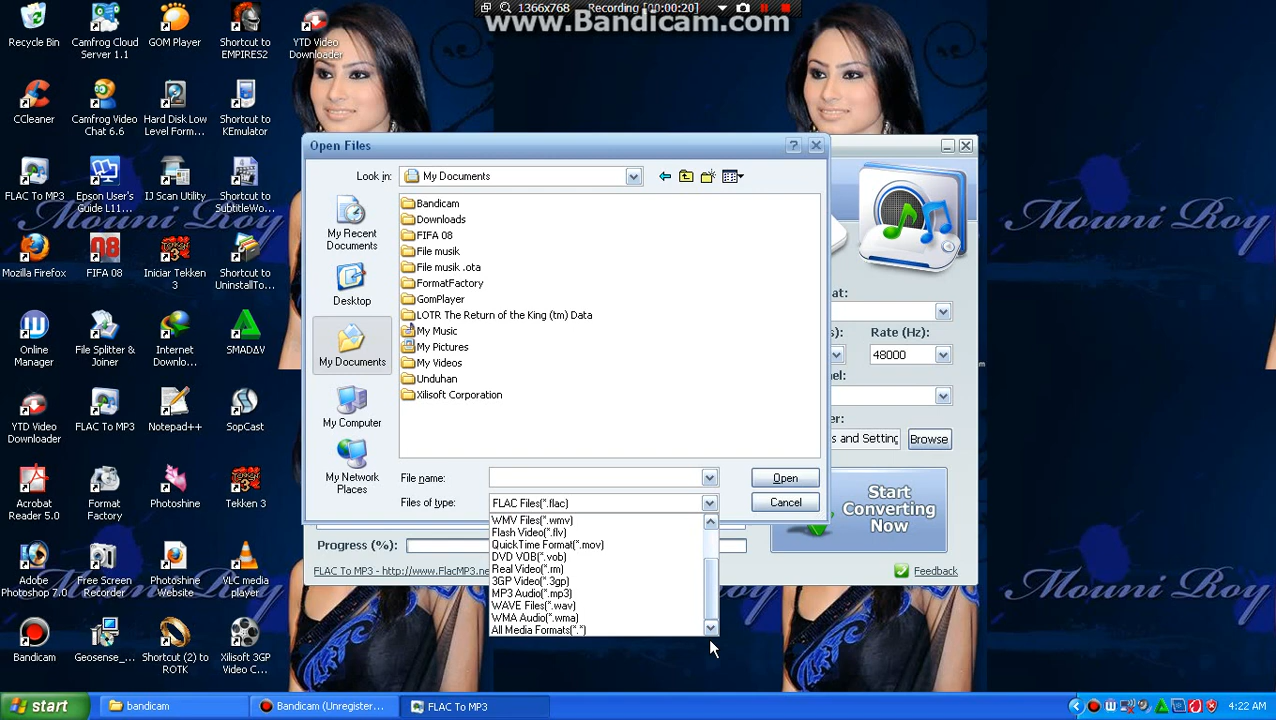 1366x768 Recording [00:00:20]
www.Bandicam.com
Recycle Bin
Camfrog Cloud Server 1.1
GOM Player
Shortcut to EMPIRES2
YTD Video Downloader
CCleaner
Camfrog Video Chat 6.6
Hard Disk Low Level Form...
Shortcut to KEmulator
FLAC To MP3
Epson User's Guide L11...
IJ Scan Utility
Shortcut to SubtitleWo...
Mozilla Firefox
FIFA 08
Iniciar Tekken 3
Shortcut to UninstallTo...
Online Manager
File Splitter & Joiner
Internet Downlo...
SMADΔV
YTD Video Downloader
FLAC To MP3
Notepad++
SopCast
Acrobat Reader 5.0
Format Factory
Photoshine
Tekken 3
Adobe Photoshop 7.0
Free Screen Recorder
Photoshine Website
VLC media player
Bandicam
Geosense_...
Shortcut (2) to ROTK
Xilisoft 3GP Video C...
Open Files
Look in:
My Documents
My Recent Documents
Desktop
My Documents
My Computer
My Network Places
Bandicam
Downloads
FIFA 08
File musik
File musik .ota
FormatFactory
GomPlayer
LOTR The Return of the King (tm) Data
My Music
My Pictures
My Videos
Unduhan
Xilisoft Corporation
File name:
Open
Files of type:
FLAC Files(*.flac)
Cancel
WMV Files(*.wmv)
Flash Video(*.flv)
QuickTime Format(*.mov)
DVD VOB(*.vob)
Real Video(*.rm)
3GP Video(*.3gp)
MP3 Audio(*.mp3)
WAVE Files(*.wav)
WMA Audio(*.wma)
All Media Formats(*.*)
at:
s):
Rate (Hz):
48000
el:
er:
s and Setting
Browse
Start Converting Now
Progress (%):
FLAC To MP3 - http://www.FlacMP3.ne
Feedback
Mouni Roy
Mouni Roy
Mouni Roy
Mouni Roy
start
bandicam
Bandicam (Unregister...
FLAC To MP3
4:22 AM